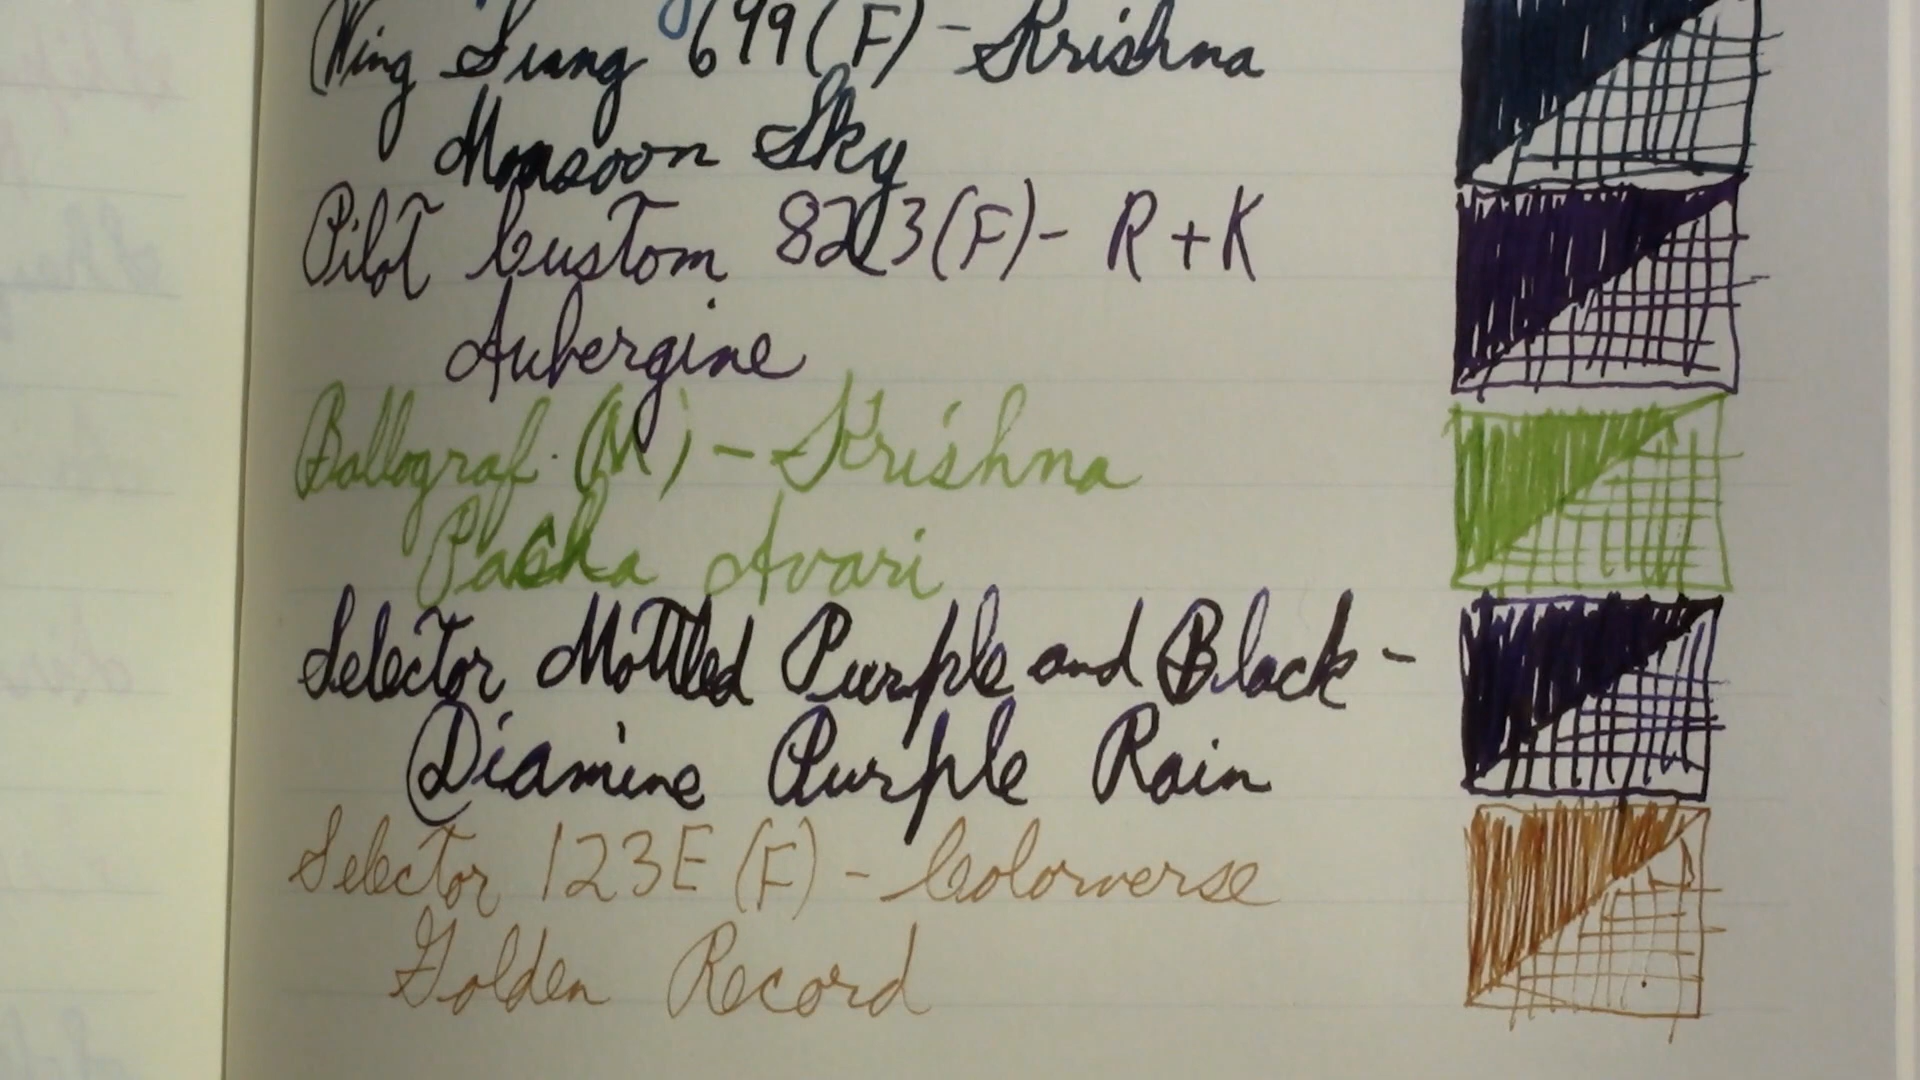 Wing Sung 699 (F) - Krishna
Monsoon Sky
Pilot Custom 823 (F) - R + K
Aubergine
Ballograf (M) - Krishna
Pacha Avari
Selector Mottled Purple and Black -
Diamine Purple Rain
Selector 123E (F) - Colorverse
Golden Record